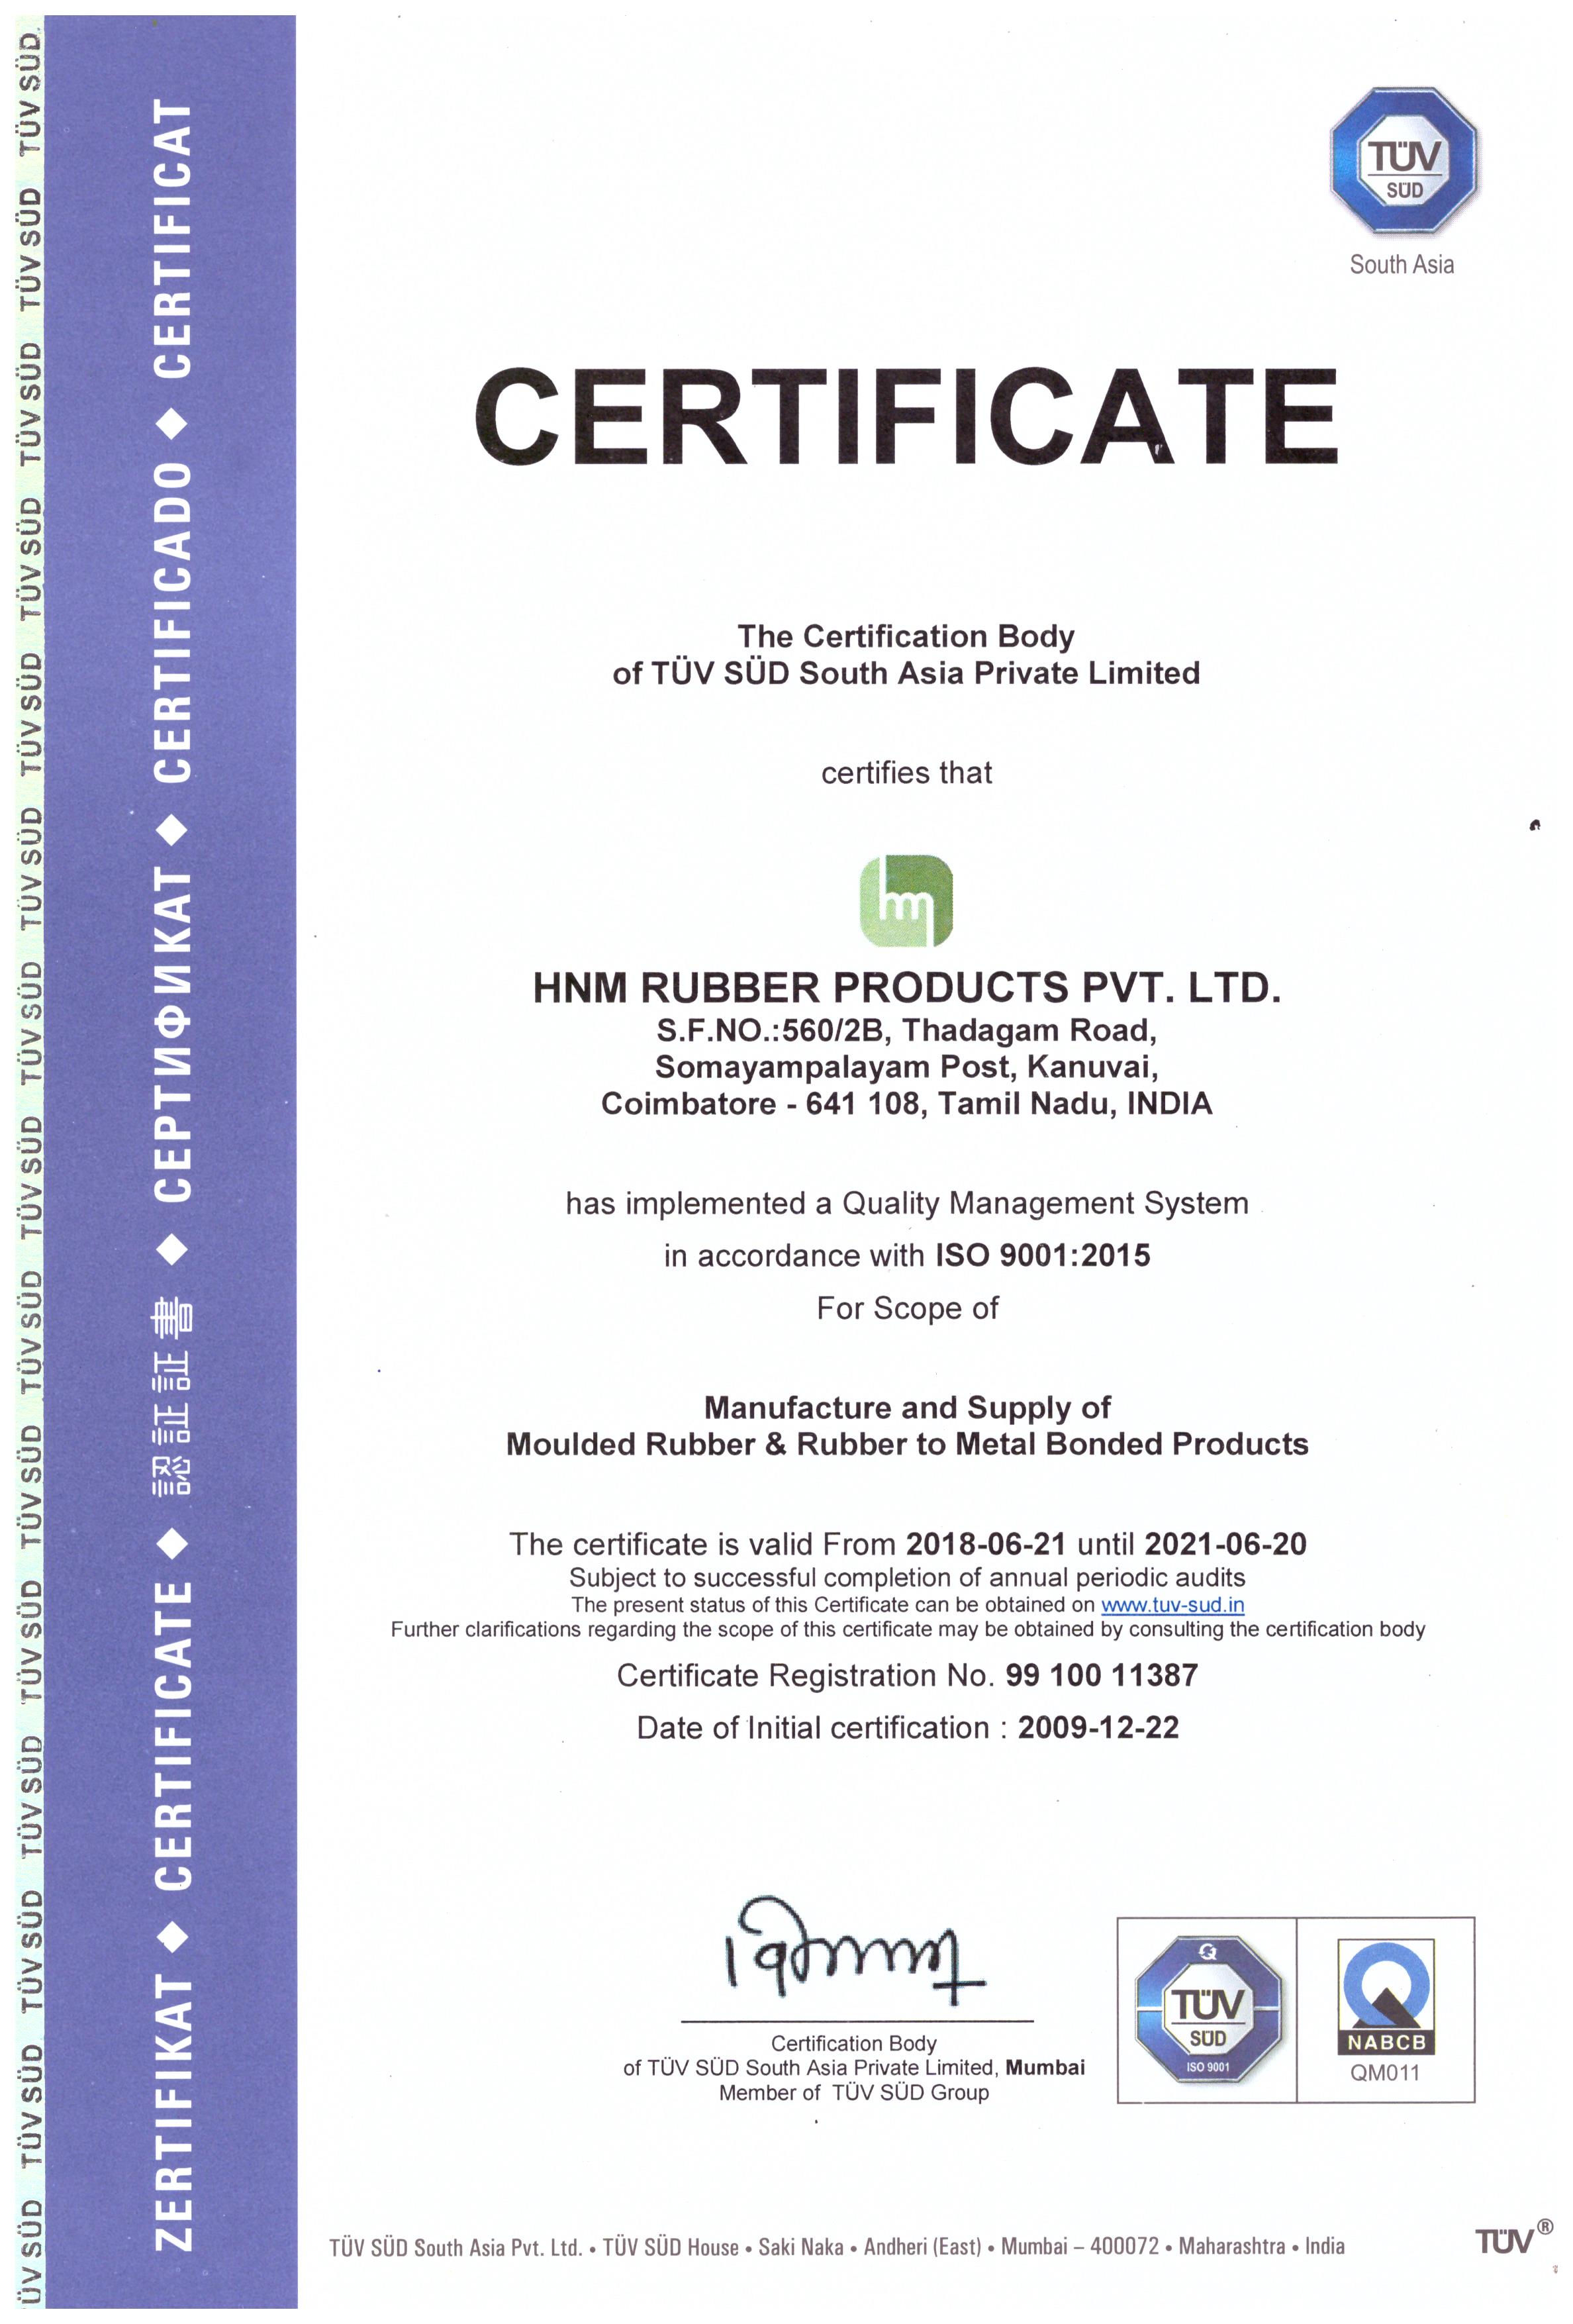 TÜV SÜD TÜV SÜD TÜV SÜD TÜV SÜD TÜV SÜD TÜV SÜD TÜV SÜD TÜV SÜD TÜV SÜD TÜV SÜD TÜV SÜD TÜV SÜD TÜV SÜD TÜV SÜD TÜV SÜD
ZERTIFIKAT ◆ CERTIFICATE ◆ 認証証書 ◆ СЕРТИФИКАТ ◆ CERTIFICADO ◆ CERTIFICAT
TÜV
SÜD
South Asia
CERTIFICATE
The Certification Body
of TÜV SÜD South Asia Private Limited
certifies that
hm
HNM RUBBER PRODUCTS PVT. LTD.
S.F.NO.:560/2B, Thadagam Road,
Somayampalayam Post, Kanuvai,
Coimbatore - 641 108, Tamil Nadu, INDIA
has implemented a Quality Management System
in accordance with ISO 9001:2015
For Scope of
Manufacture and Supply of
Moulded Rubber & Rubber to Metal Bonded Products
The certificate is valid From 2018-06-21 until 2021-06-20
Subject to successful completion of annual periodic audits
The present status of this Certificate can be obtained on www.tuv-sud.in
Further clarifications regarding the scope of this certificate may be obtained by consulting the certification body
Certificate Registration No. 99 100 11387
Date of Initial certification : 2009-12-22
Certification Body
of TÜV SÜD South Asia Private Limited, Mumbai
Member of TÜV SÜD Group
Q
TÜV
SÜD
ISO 9001
NABCB
QM011
TÜV SÜD South Asia Pvt. Ltd. • TÜV SÜD House • Saki Naka • Andheri (East) • Mumbai – 400072 • Maharashtra • India
TÜV®